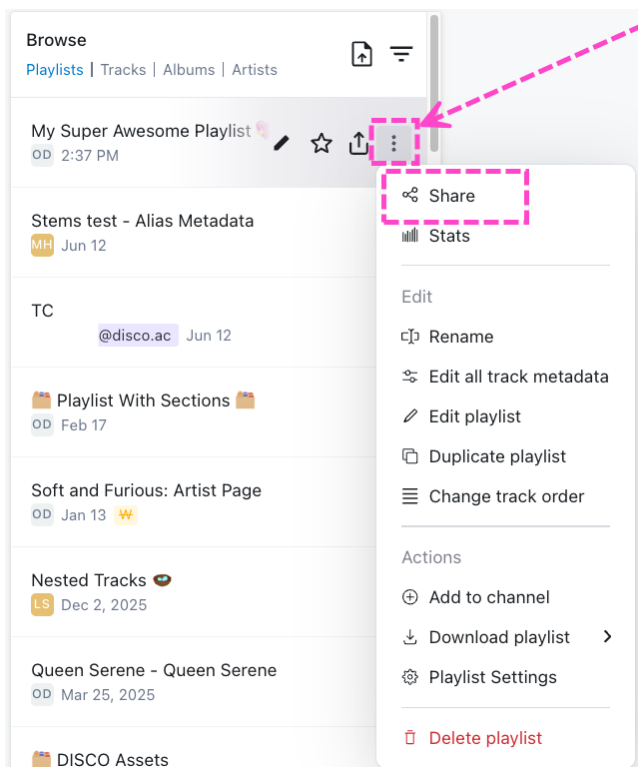 Browse
Playlists | Tracks | Albums | Artists
My Super Awesome Playlist
OD 2:37 PM
Stems test - Alias Metadata
MH Jun 12
TC
@disco.ac Jun 12
Playlist With Sections
OD Feb 17
Soft and Furious: Artist Page
OD Jan 13 ₩
Nested Tracks
LS Dec 2, 2025
Queen Serene - Queen Serene
OD Mar 25, 2025
DISCO Assets
Share
Stats
Edit
Rename
Edit all track metadata
Edit playlist
Duplicate playlist
Change track order
Actions
Add to channel
Download playlist
Playlist Settings
Delete playlist